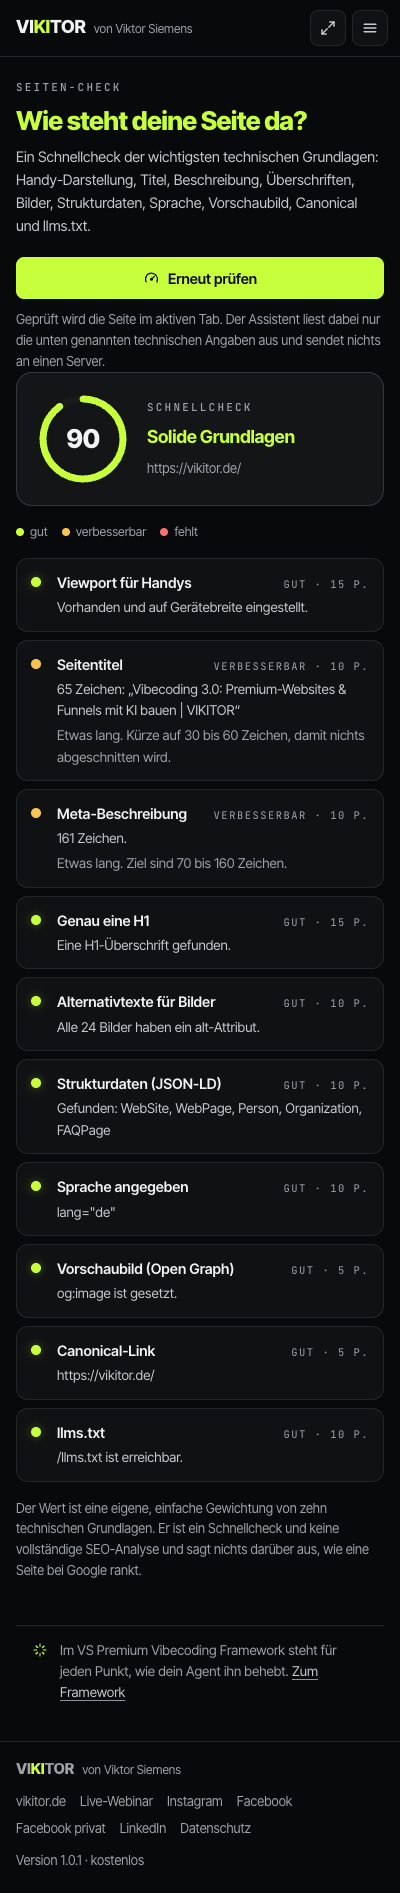 VIKITOR von Viktor Siemens
SEITEN-CHECK
Wie steht deine Seite da?
Ein Schnellcheck der wichtigsten technischen Grundlagen:
Handy-Darstellung, Titel, Beschreibung, Überschriften,
Bilder, Strukturdaten, Sprache, Vorschaubild, Canonical
und llms.txt.
Erneut prüfen
Geprüft wird die Seite im aktiven Tab. Der Assistent liest dabei nur
die unten genannten technischen Angaben aus und sendet nichts
an einen Server.
90
SCHNELLCHECK
Solide Grundlagen
https://vikitor.de/
gut verbesserbar fehlt
Viewport für Handys GUT · 15 P.
Vorhanden und auf Gerätebreite eingestellt.
Seitentitel VERBESSERBAR · 10 P.
65 Zeichen: „Vibecoding 3.0: Premium-Websites &
Funnels mit KI bauen | VIKITOR“
Etwas lang. Kürze auf 30 bis 60 Zeichen, damit nichts
abgeschnitten wird.
Meta-Beschreibung VERBESSERBAR · 10 P.
161 Zeichen.
Etwas lang. Ziel sind 70 bis 160 Zeichen.
Genau eine H1 GUT · 15 P.
Eine H1-Überschrift gefunden.
Alternativtexte für Bilder GUT · 10 P.
Alle 24 Bilder haben ein alt-Attribut.
Strukturdaten (JSON-LD) GUT · 10 P.
Gefunden: WebSite, WebPage, Person, Organization,
FAQPage
Sprache angegeben GUT · 10 P.
lang="de"
Vorschaubild (Open Graph) GUT · 5 P.
og:image ist gesetzt.
Canonical-Link GUT · 5 P.
https://vikitor.de/
llms.txt GUT · 10 P.
/llms.txt ist erreichbar.
Der Wert ist eine eigene, einfache Gewichtung von zehn
technischen Grundlagen. Er ist ein Schnellcheck und keine
vollständige SEO-Analyse und sagt nichts darüber aus, wie eine
Seite bei Google rankt.
Im VS Premium Vibecoding Framework steht für
jeden Punkt, wie dein Agent ihn behebt. Zum
Framework
VIKITOR von Viktor Siemens
vikitor.de Live-Webinar Instagram Facebook
Facebook privat LinkedIn Datenschutz
Version 1.0.1 · kostenlos